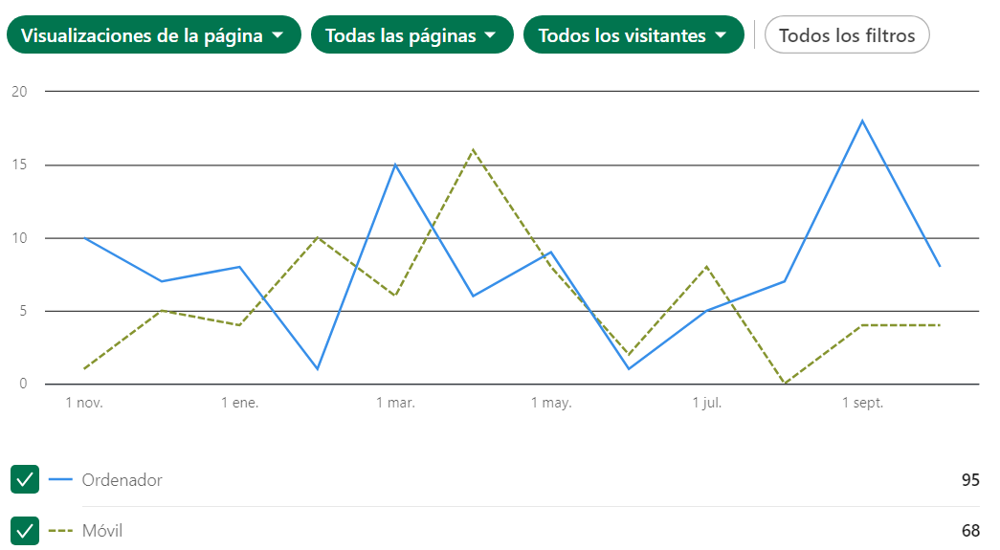 Visualizaciones de la página Todas las páginas Todos los visitantes Todos los filtros
20
15
10
5
0
1 nov. 1 ene. 1 mar. 1 may. 1 jul. 1 sept.
Ordenador 95
Móvil 68